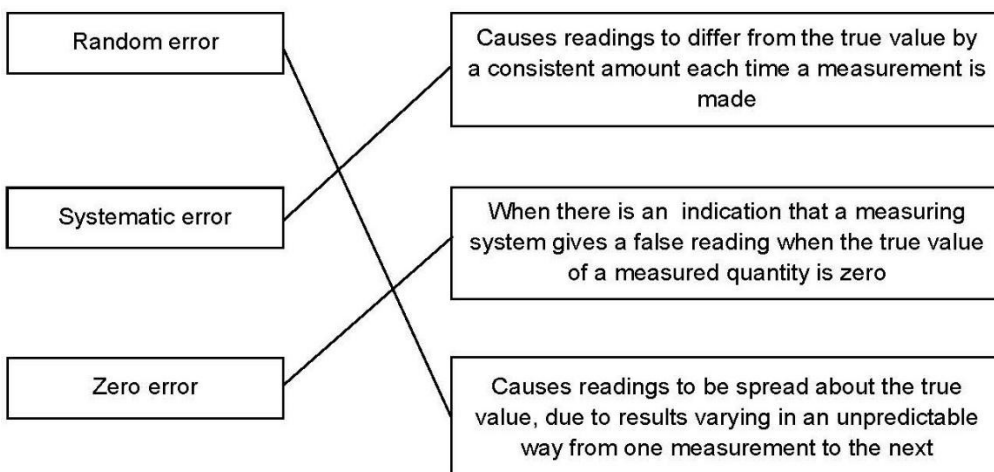 Random error
Causes readings to differ from the true value by
a consistent amount each time a measurement is
made
Systematic error
When there is an indication that a measuring
system gives a false reading when the true value
of a measured quantity is zero
Zero error
Causes readings to be spread about the true
value, due to results varying in an unpredictable
way from one measurement to the next